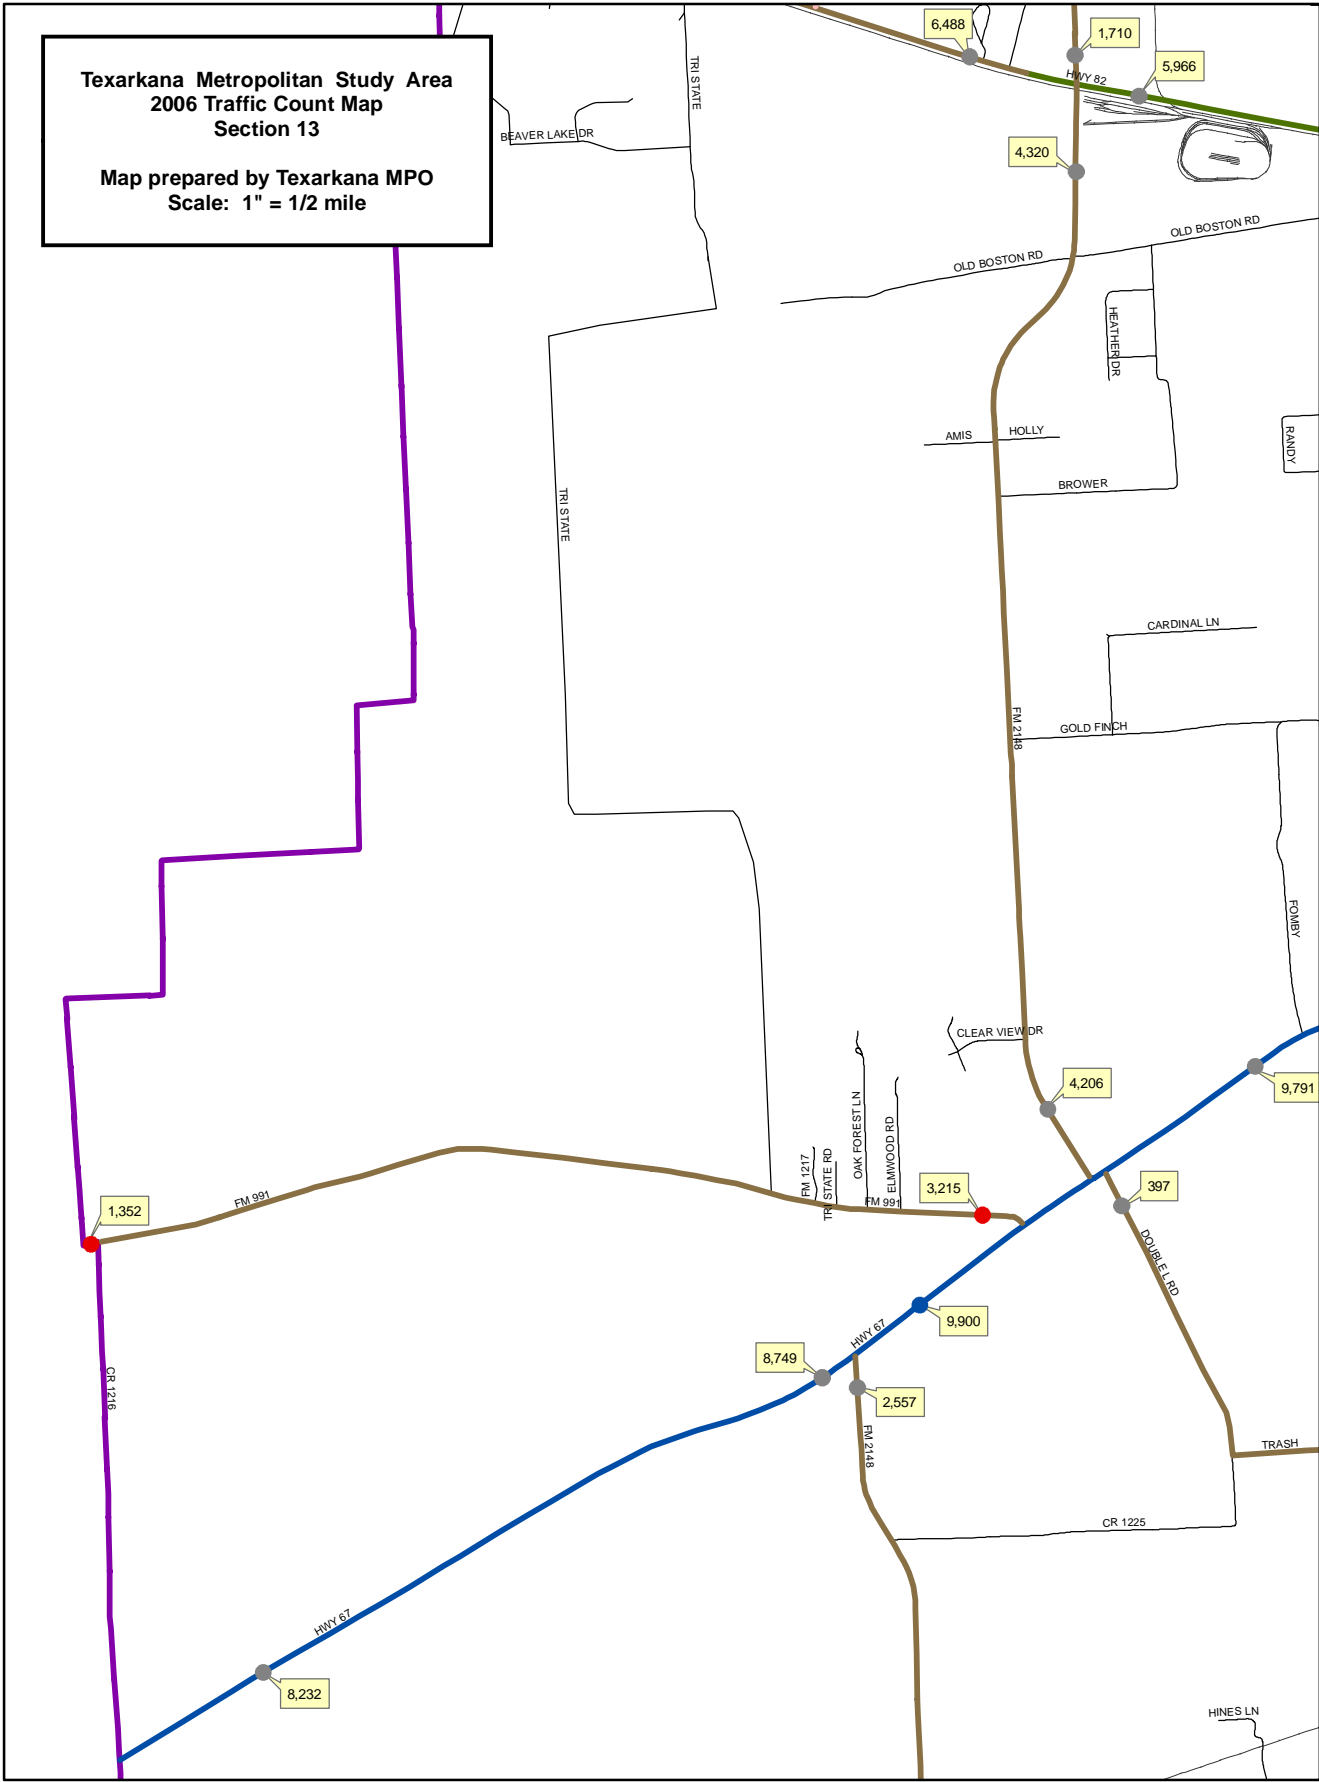 Texarkana Metropolitan Study Area
2006 Traffic Count Map
Section 13
Map prepared by Texarkana MPO
Scale: 1" = 1/2 mile
6,488
1,710
HWY 82
5,966
TRI STATE
BEAVER LAKE DR
4,320
OLD BOSTON RD
OLD BOSTON RD
HEATHER DR
AMIS
HOLLY
RANDY
BROWER
TRI STATE
CARDINAL LN
FM 2148
GOLD FINCH
FOMBY
CLEAR VIEW DR
9,791
4,206
OAK FOREST LN
ELMWOOD RD
FM 1217
TRI STATE RD
FM 991
3,215
397
FM 991
1,352
DOUBLE L RD
9,900
HWY 67
8,749
2,557
CR 1216
FM 2148
TRASH
CR 1225
HWY 67
8,232
HINES LN